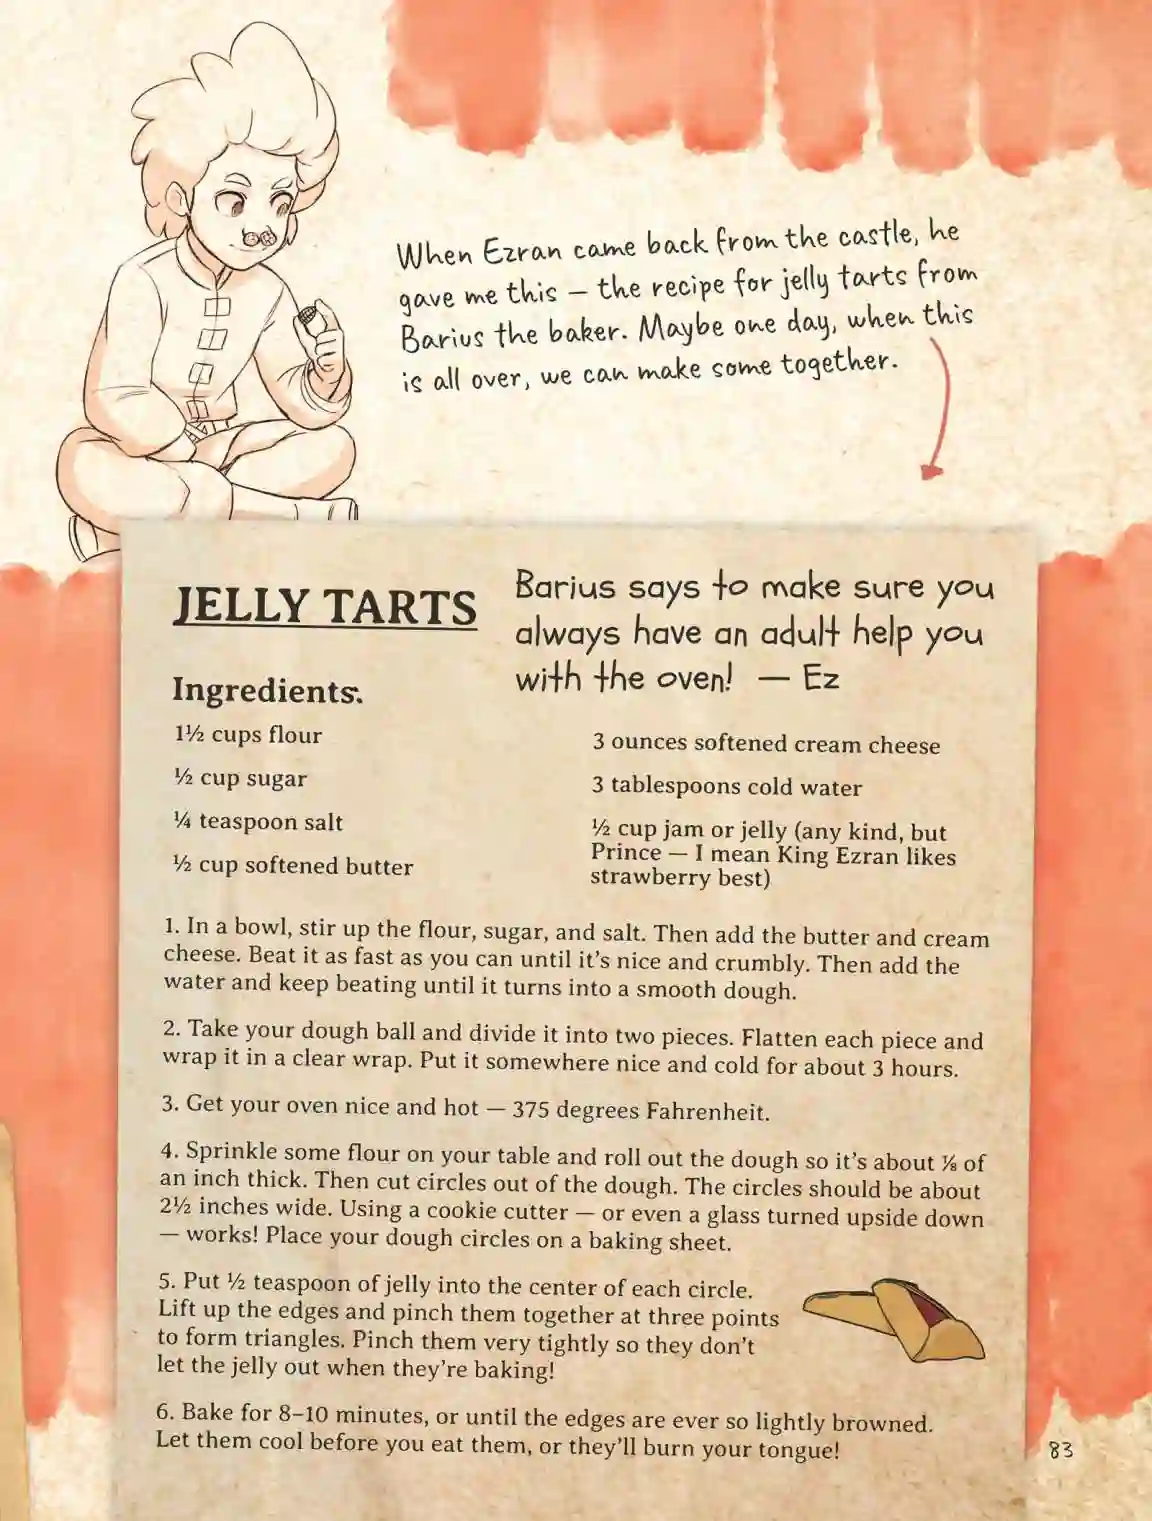 When Ezran came back from the castle, he
gave me this — the recipe for jelly tarts from
Barius the baker. Maybe one day, when this
is all over, we can make some together.
JELLY TARTS
Barius says to make sure you
always have an adult help you
with the oven! — Ez
Ingredients:
1½ cups flour
½ cup sugar
¼ teaspoon salt
½ cup softened butter
3 ounces softened cream cheese
3 tablespoons cold water
½ cup jam or jelly (any kind, but
Prince — I mean King Ezran likes
strawberry best)
1. In a bowl, stir up the flour, sugar, and salt. Then add the butter and cream
cheese. Beat it as fast as you can until it's nice and crumbly. Then add the
water and keep beating until it turns into a smooth dough.
2. Take your dough ball and divide it into two pieces. Flatten each piece and
wrap it in a clear wrap. Put it somewhere nice and cold for about 3 hours.
3. Get your oven nice and hot — 375 degrees Fahrenheit.
4. Sprinkle some flour on your table and roll out the dough so it's about ⅛ of
an inch thick. Then cut circles out of the dough. The circles should be about
2½ inches wide. Using a cookie cutter — or even a glass turned upside down
— works! Place your dough circles on a baking sheet.
5. Put ½ teaspoon of jelly into the center of each circle.
Lift up the edges and pinch them together at three points
to form triangles. Pinch them very tightly so they don't
let the jelly out when they're baking!
6. Bake for 8–10 minutes, or until the edges are ever so lightly browned.
Let them cool before you eat them, or they'll burn your tongue!
83